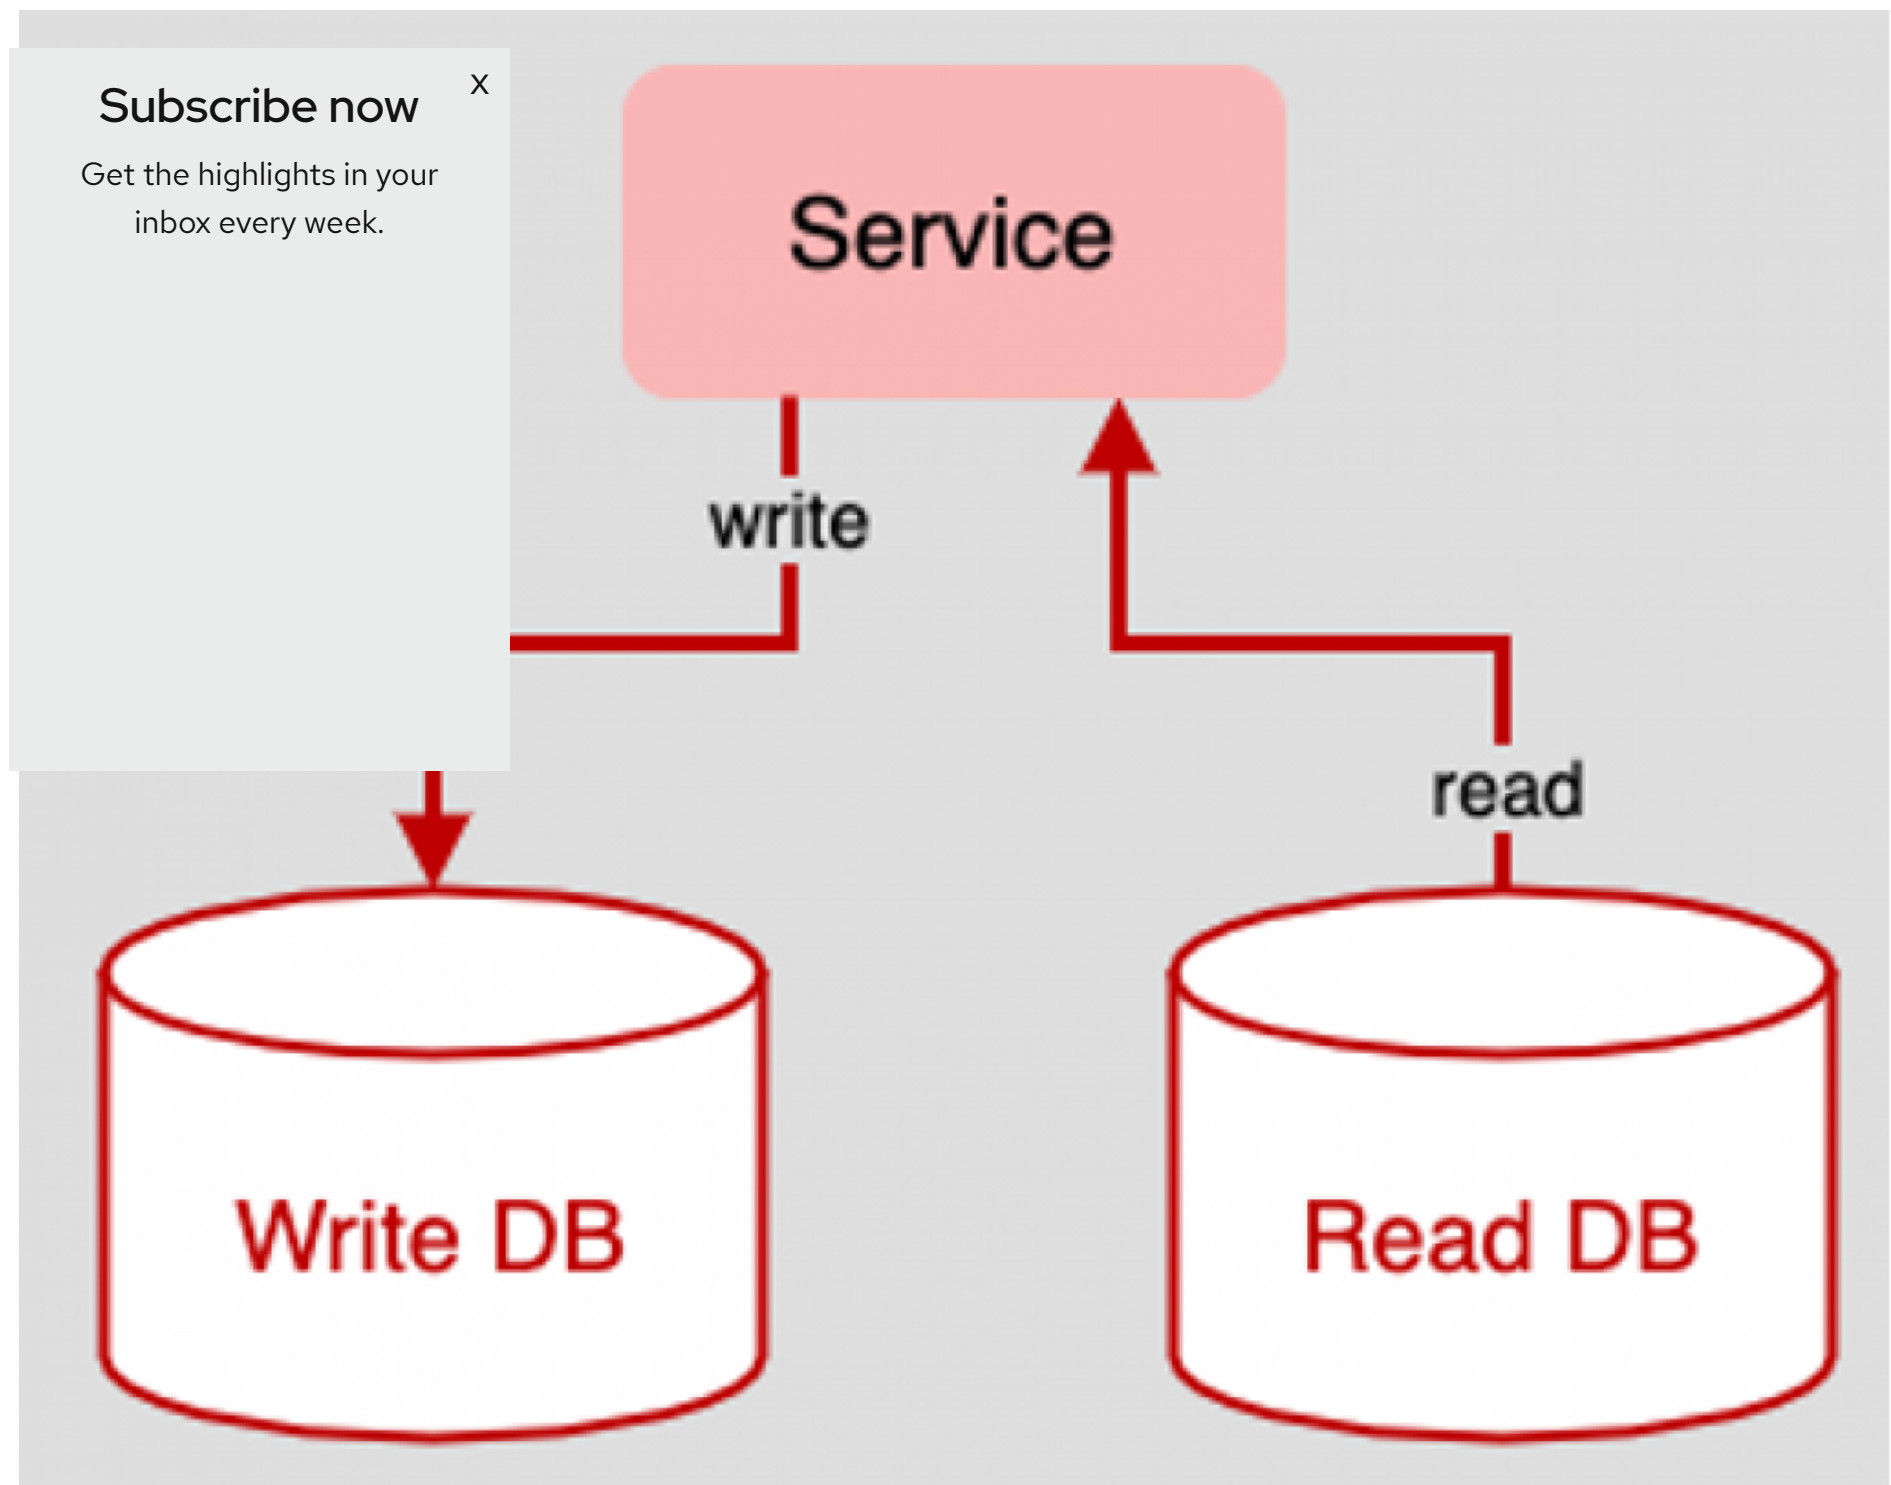 Subscribe now
x
Get the highlights in your
inbox every week.
Service
write
read
Write DB
Read DB